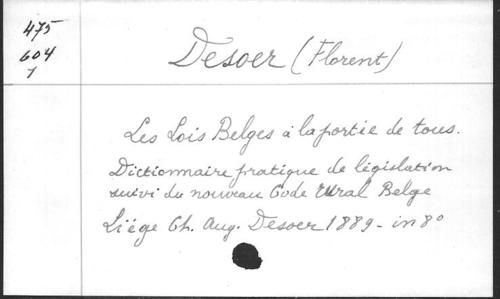 475
604
1
Desoer (Florent)
Les Lois Belges à la portée de tous.
Dictionnaire pratique de législation
suivi du nouveau Code Rural Belge
Liége Ch. Aug. Desoer 1889 - in 8°